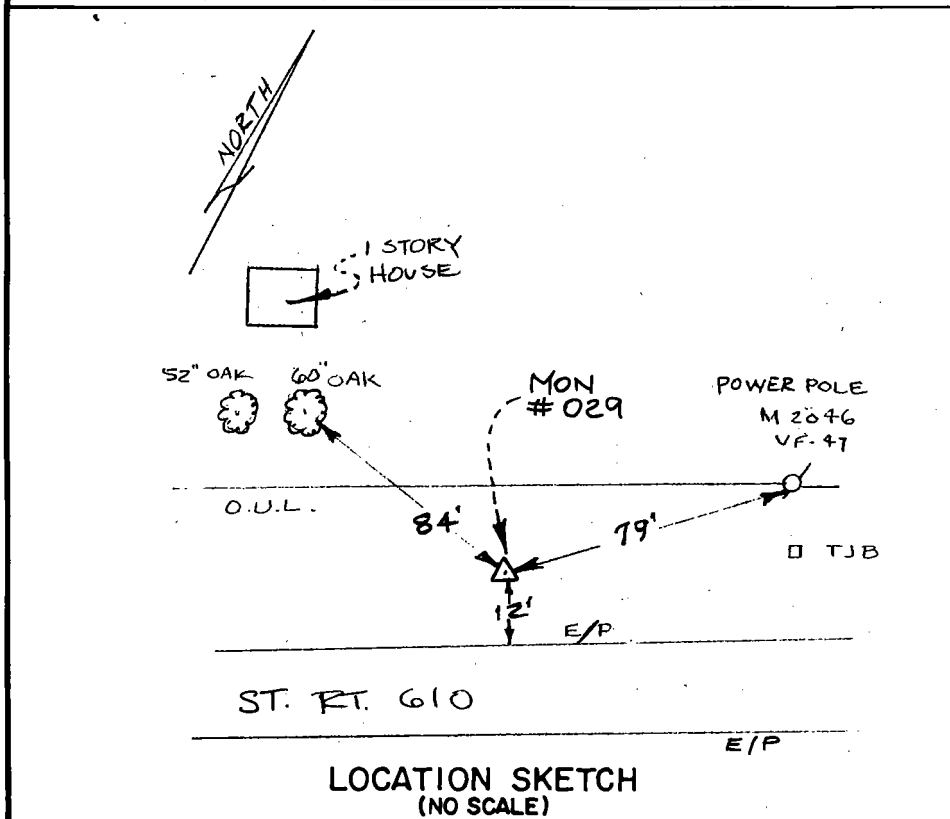 NORTH
1 STORY
HOUSE
52" OAK
60" OAK
MON
# 029
POWER POLE
M 2046
VF-47
O.U.L.
84'
79'
TJB
12'
E/P
ST. RT. 610
E/P
LOCATION SKETCH
(NO SCALE)